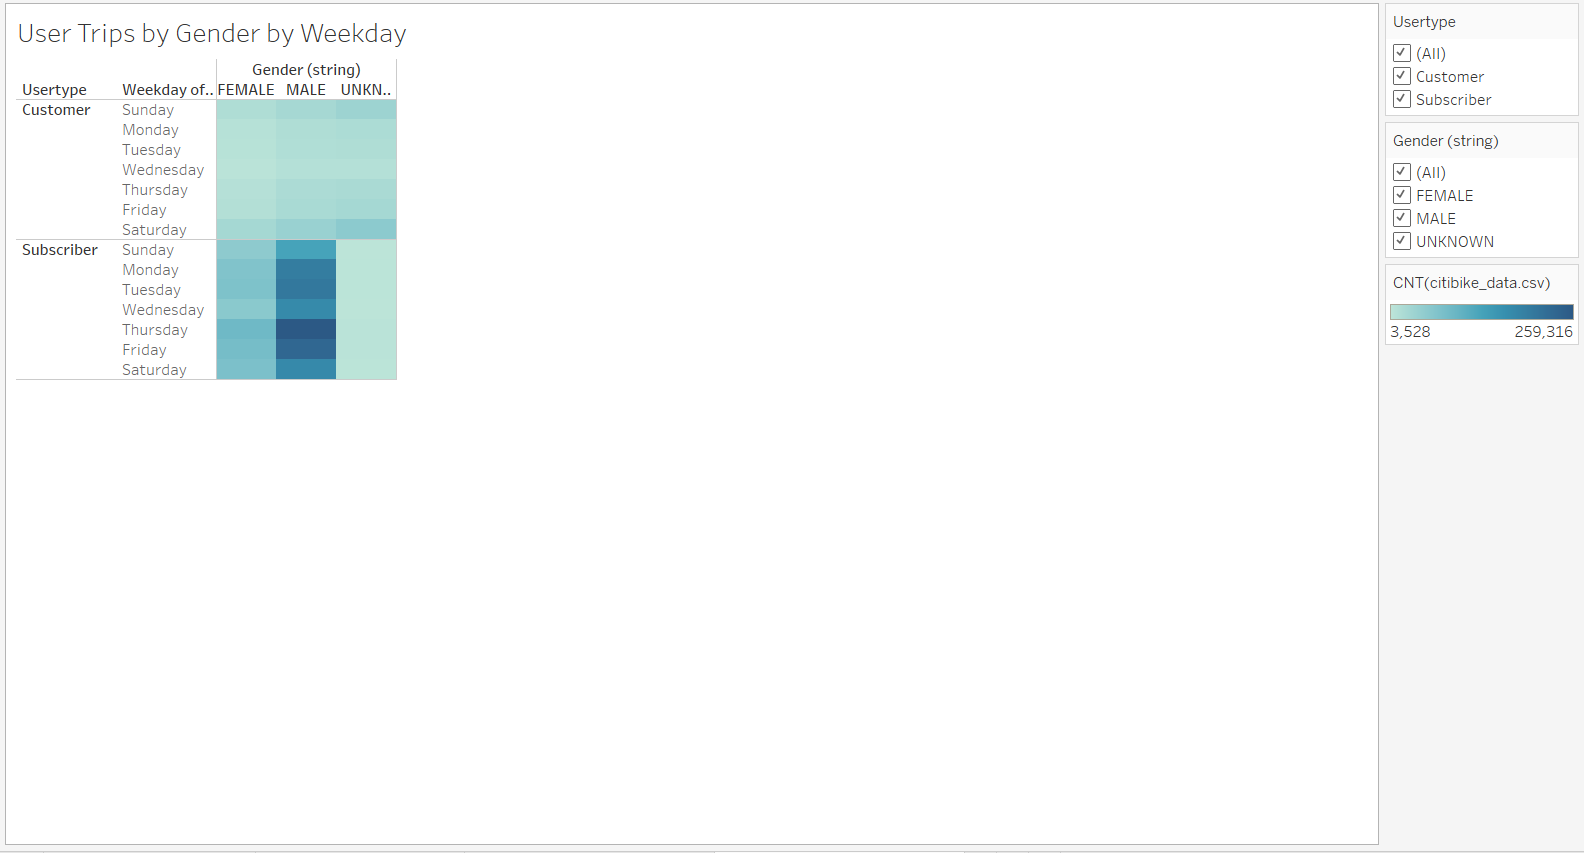 User Trips by Gender by Weekday
Gender (string)
Usertype Weekday of.. FEMALE MALE UNKN..
Customer Sunday
Monday
Tuesday
Wednesday
Thursday
Friday
Saturday
Subscriber Sunday
Monday
Tuesday
Wednesday
Thursday
Friday
Saturday
Usertype
(All)
Customer
Subscriber
Gender (string)
(All)
FEMALE
MALE
UNKNOWN
CNT(citibike_data.csv)
3,528 259,316